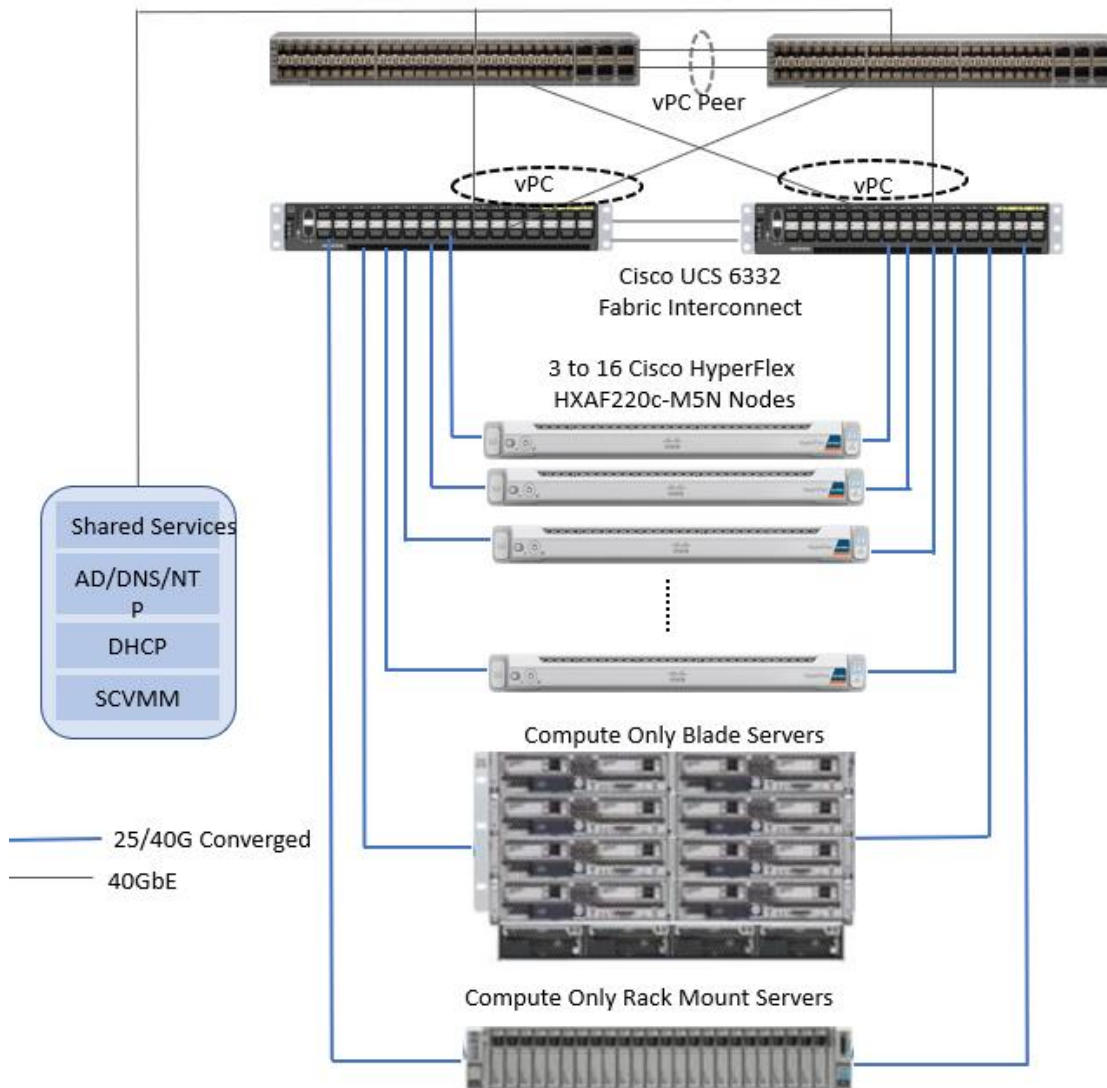 vPC Peer
vPC
vPC
Cisco UCS 6332
Fabric Interconnect
3 to 16 Cisco HyperFlex
HXAF220c-M5N Nodes
Shared Services
AD/DNS/NT
P
DHCP
SCVMM
Compute Only Blade Servers
25/40G Converged
40GbE
Compute Only Rack Mount Servers